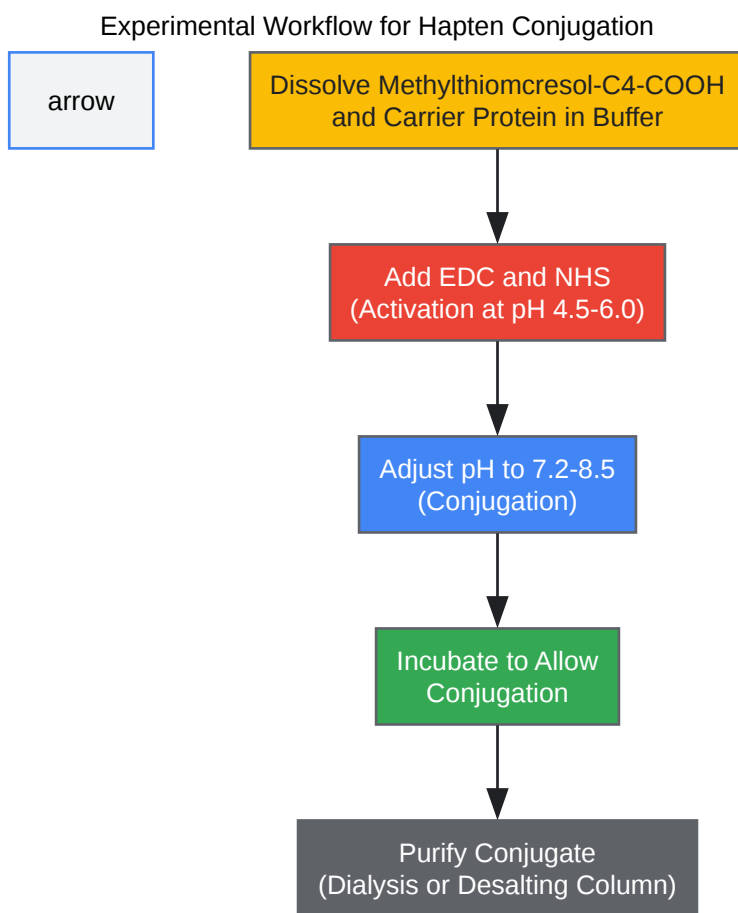 Experimental Workflow for Hapten Conjugation
arrow
Dissolve Methylthiomcresol-C4-COOH
and Carrier Protein in Buffer
Add EDC and NHS
(Activation at pH 4.5-6.0)
Adjust pH to 7.2-8.5
(Conjugation)
Incubate to Allow
Conjugation
Purify Conjugate
(Dialysis or Desalting Column)